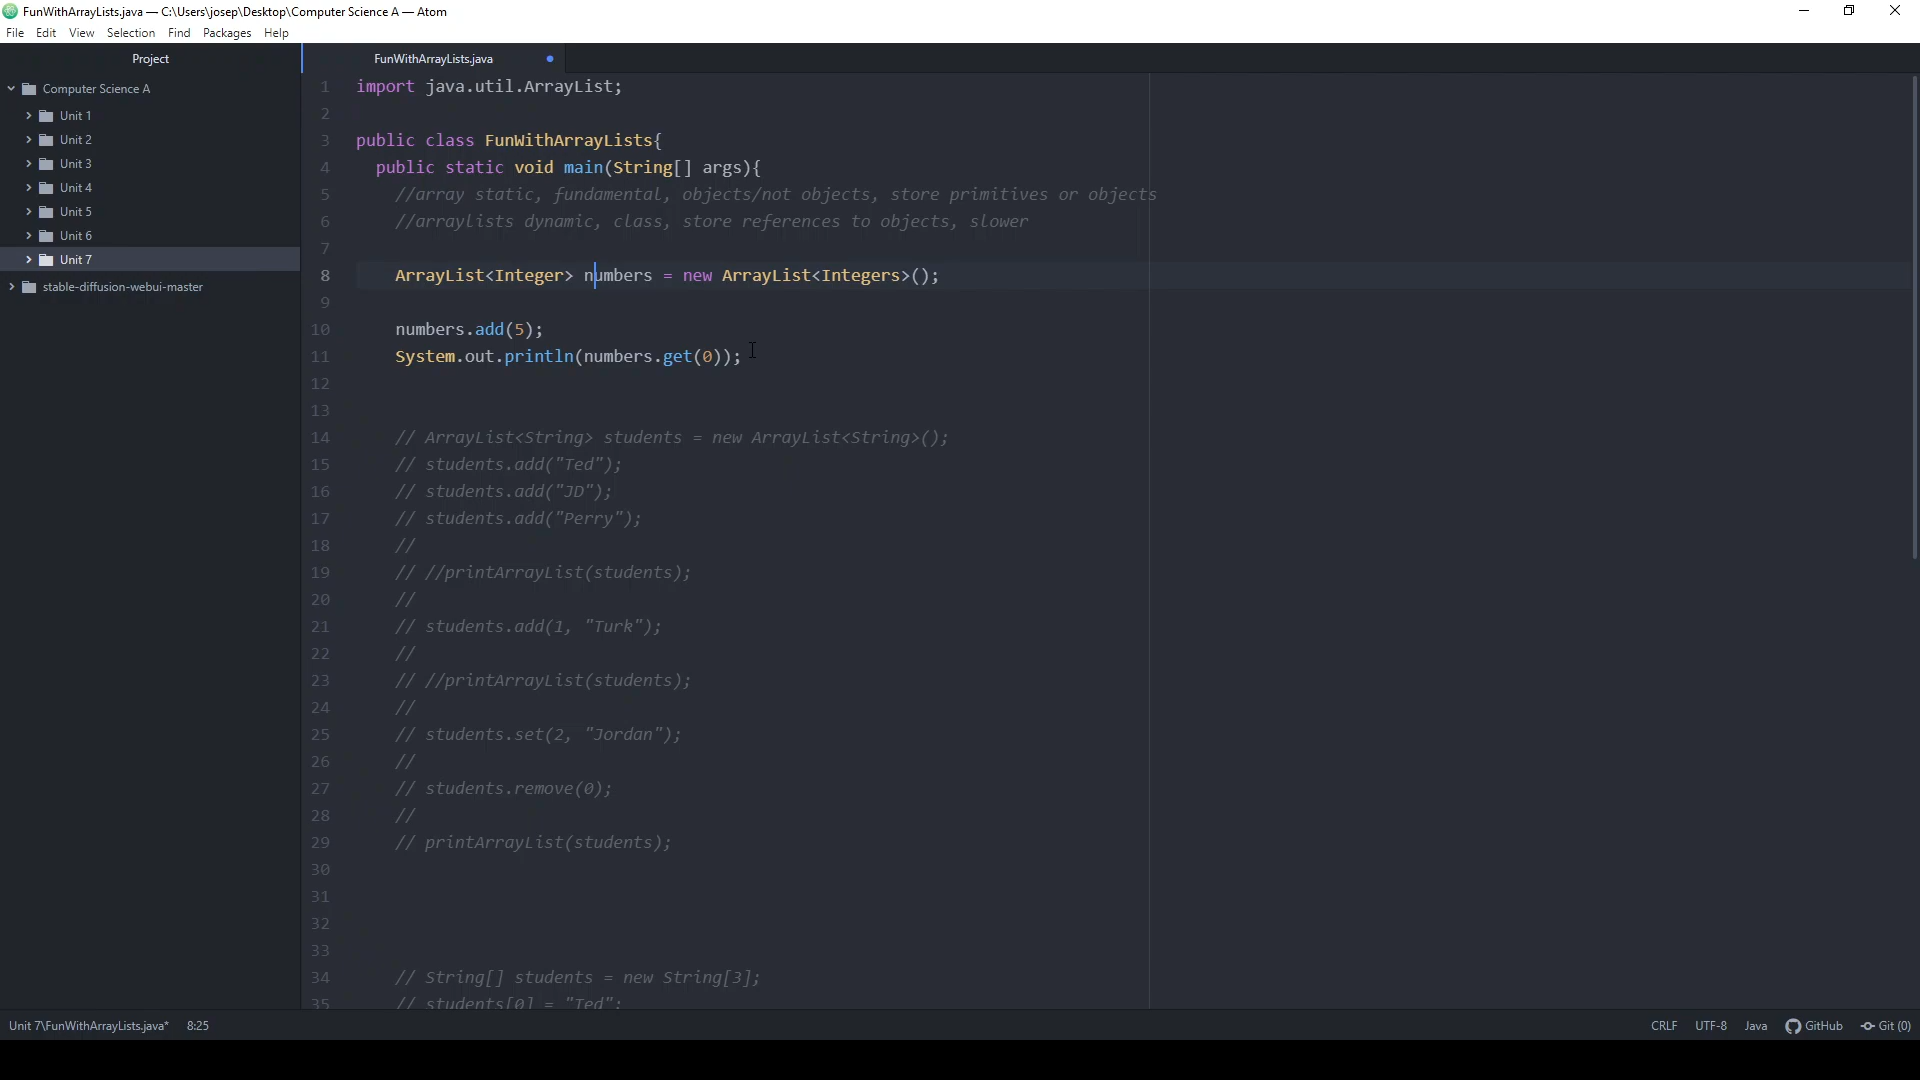 FunWithArrayLists.java — C:\Users\josep\Desktop\Computer Science A — Atom
File Edit View Selection Find Packages Help
Project
FunWithArrayLists.java
Computer Science A
Unit 1
Unit 2
Unit 3
Unit 4
Unit 5
Unit 6
Unit 7
stable-diffusion-webui-master
1 import java.util.ArrayList;
2
3 public class FunWithArrayLists{
4 public static void main(String[] args){
5 //array static, fundamental, objects/not objects, store primitives or objects
6 //arraylists dynamic, class, store references to objects, slower
7
8 ArrayList<Integer> numbers = new ArrayList<Integers>();
9
10 numbers.add(5);
11 System.out.println(numbers.get(0));
12
13
14 // ArrayList<String> students = new ArrayList<String>();
15 // students.add("Ted");
16 // students.add("JD");
17 // students.add("Perry");
18 //
19 // //printArrayList(students);
20 //
21 // students.add(1, "Turk");
22 //
23 // //printArrayList(students);
24 //
25 // students.set(2, "Jordan");
26 //
27 // students.remove(0);
28 //
29 // printArrayList(students);
30
31
32
33
34 // String[] students = new String[3];
35 // students[0] = "Ted";
Unit 7\FunWithArrayLists.java* 8:25 CRLF UTF-8 Java GitHub Git (0)